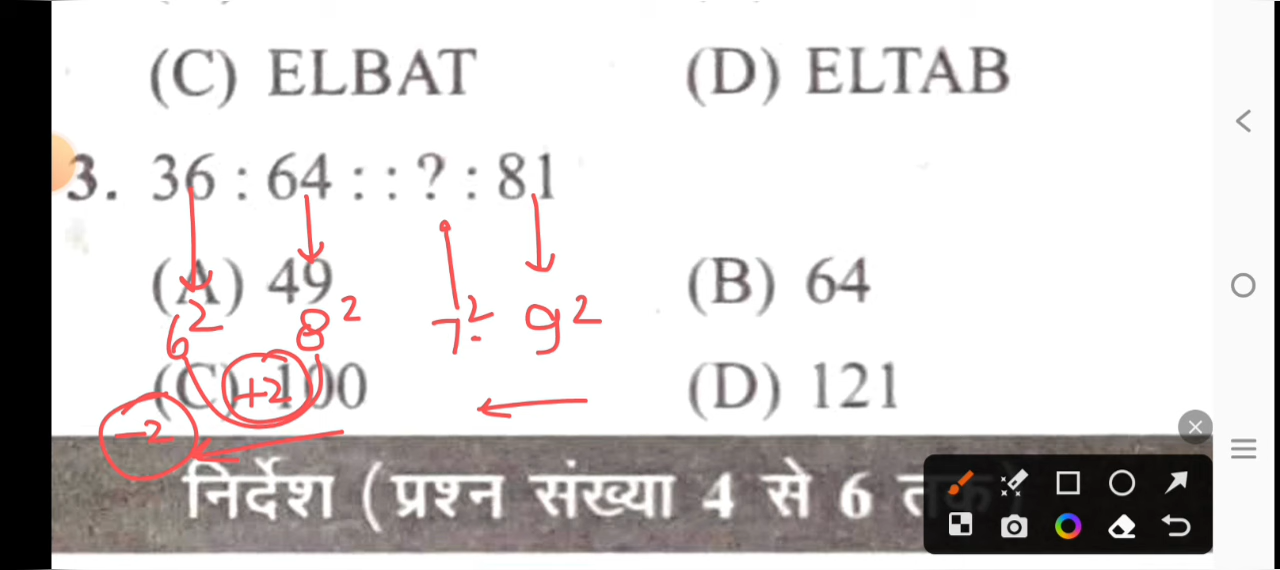 (C) ELBAT (D) ELTAB
3. 36 : 64 : : ? : 81
(A) 49 (B) 64
6² 8² 7² 9²
(C) 100 (D) 121
+2
-2
निर्देश (प्रश्न संख्या 4 से 6